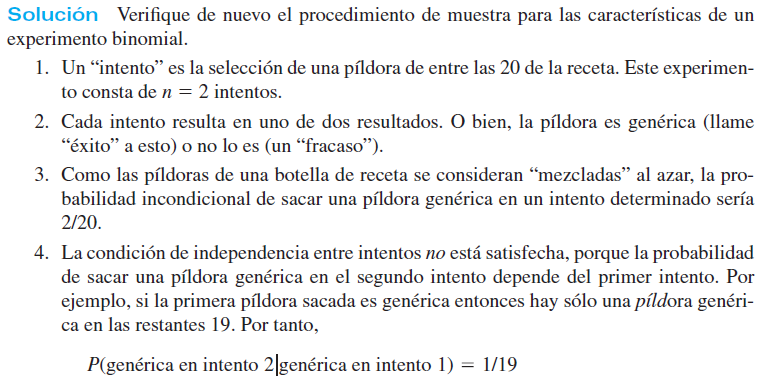 Solución Verifique de nuevo el procedimiento de muestra para las características de un
experimento binomial.
1. Un “intento” es la selección de una píldora de entre las 20 de la receta. Este experimen-
to consta de n = 2 intentos.
2. Cada intento resulta en uno de dos resultados. O bien, la píldora es genérica (llame
“éxito” a esto) o no lo es (un “fracaso”).
3. Como las píldoras de una botella de receta se consideran “mezcladas” al azar, la pro-
babilidad incondicional de sacar una píldora genérica en un intento determinado sería
2/20.
4. La condición de independencia entre intentos no está satisfecha, porque la probabilidad
de sacar una píldora genérica en el segundo intento depende del primer intento. Por
ejemplo, si la primera píldora sacada es genérica entonces hay sólo una píldora genéri-
ca en las restantes 19. Por tanto,
P(genérica en intento 2|genérica en intento 1) = 1/19